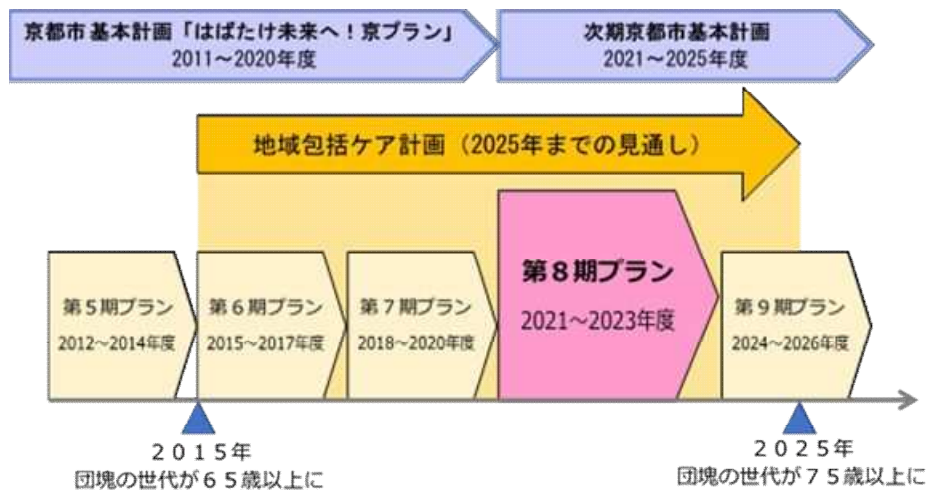 京都市基本計画「はばたけ未来へ！京プラン」
2011～2020年度
次期京都市基本計画
2021～2025年度
地域包括ケア計画（2025年までの見通し）
第５期プラン
2012～2014年度
第６期プラン
2015～2017年度
第７期プラン
2018～2020年度
第８期プラン
2021～2023年度
第９期プラン
2024～2026年度
２０１５年
団塊の世代が６５歳以上に
２０２５年
団塊の世代が７５歳以上に